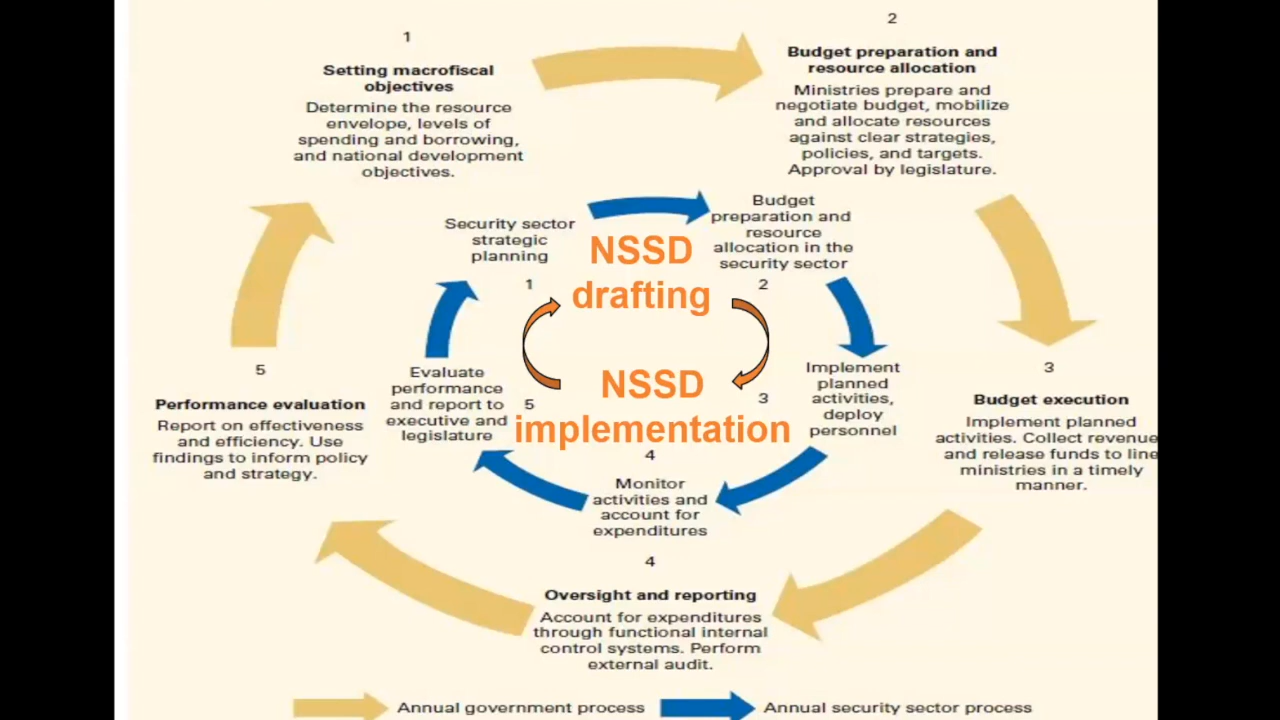 1
Setting macrofiscal
objectives
Determine the resource
envelope, levels of
spending and borrowing,
and national development
objectives.
2
Budget preparation and
resource allocation
Ministries prepare and
negotiate budget, mobilize
and allocate resources
against clear strategies,
policies, and targets.
Approval by legislature.
Security sector
strategic
planning
1
Budget
preparation and
resource
allocation in the
security sector
2
NSSD
drafting
NSSD
implementation
Implement
planned
activities,
deploy
personnel
3
Evaluate
performance
and report to
executive and
legislature
5
4
Monitor
activities and
account for
expenditures
3
Budget execution
Implement planned
activities. Collect revenue
and release funds to line
ministries in a timely
manner.
5
Performance evaluation
Report on effectiveness
and efficiency. Use
findings to inform policy
and strategy.
4
Oversight and reporting
Account for expenditures
through functional internal
control systems. Perform
external audit.
Annual government process
Annual security sector process